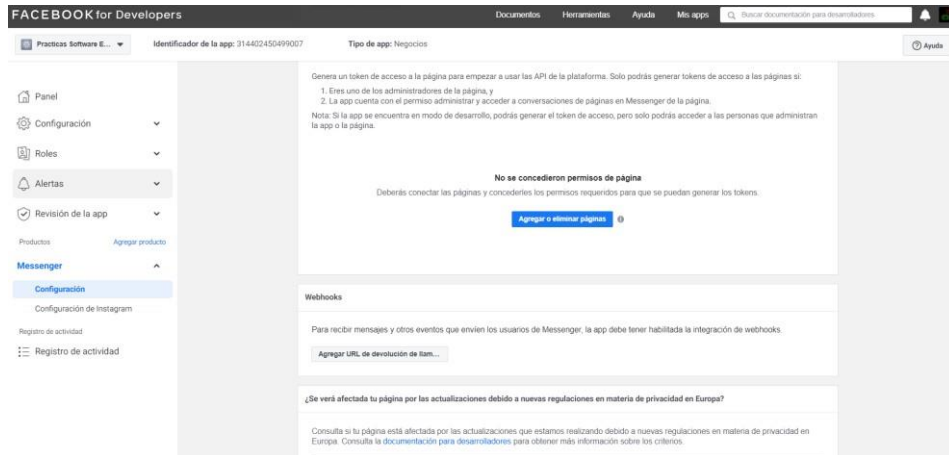 FACEBOOK for Developers
Documentos Herramientas Ayuda Mis apps Buscar documentación para desarrolladores
Practicas Software E... Identificador de la app: 314402450499007 Tipo de app: Negocios Ayuda
Genera un token de acceso a la página para empezar a usar las API de la plataforma. Solo podrás generar tokens de acceso a las páginas si:
1. Eres uno de los administradores de la página, y
2. La app cuenta con el permiso administrar y acceder a conversaciones de páginas en Messenger de la página.
Nota: Si la app se encuentra en modo de desarrollo, podrás generar el token de acceso, pero solo podrás acceder a las personas que administran
la app o la página.
Panel
Configuración
Roles
Alertas
Revisión de la app
Productos Agregar producto
Messenger
Configuración
Configuración de Instagram
Registro de actividad
Registro de actividad
No se concedieron permisos de página
Deberás conectar las páginas y concederles los permisos requeridos para que se puedan generar los tokens.
Agregar o eliminar páginas
Webhooks
Para recibir mensajes y otros eventos que envíen los usuarios de Messenger, la app debe tener habilitada la integración de webhooks.
Agregar URL de devolución de llam...
¿Se verá afectada tu página por las actualizaciones debido a nuevas regulaciones en materia de privacidad en Europa?
Consulta si tu página está afectada por las actualizaciones que estamos realizando debido a nuevas regulaciones en materia de privacidad en
Europa. Consulta la documentación para desarrolladores para obtener más información sobre los criterios.